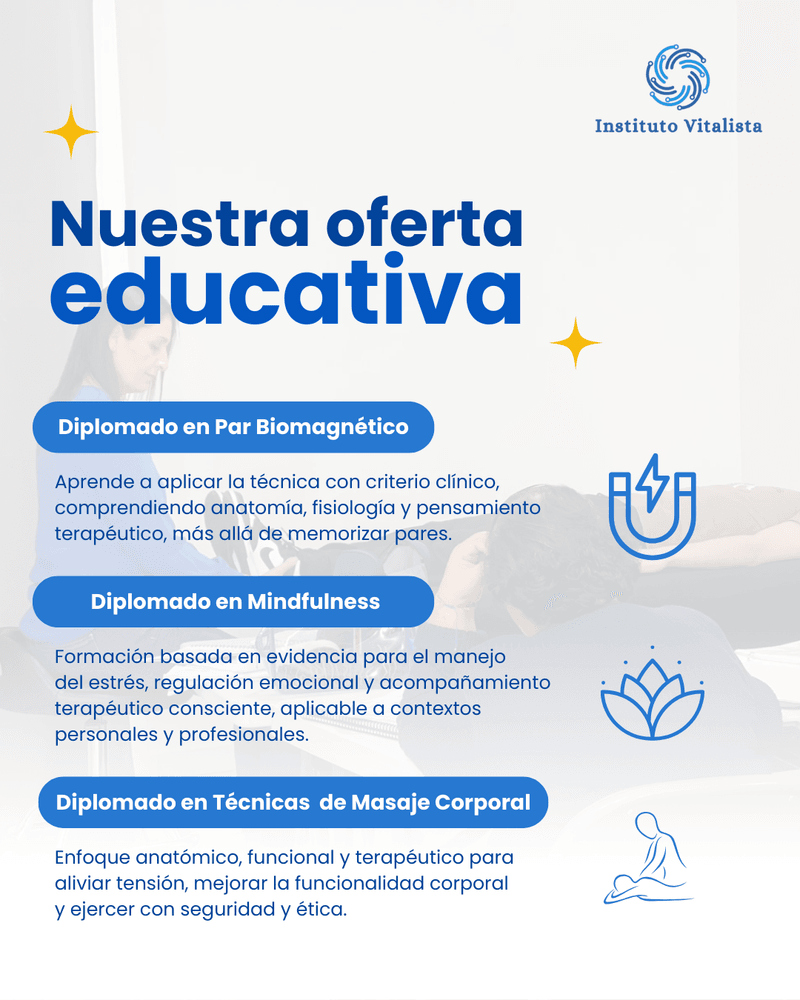 Instituto Vitalista
Nuestra oferta
educativa
Diplomado en Par Biomagnético
Aprende a aplicar la técnica con criterio clínico,
comprendiendo anatomía, fisiología y pensamiento
terapéutico, más allá de memorizar pares.
Diplomado en Mindfulness
Formación basada en evidencia para el manejo
del estrés, regulación emocional y acompañamiento
terapéutico consciente, aplicable a contextos
personales y profesionales.
Diplomado en Técnicas  de Masaje Corporal
Enfoque anatómico, funcional y terapéutico para
aliviar tensión, mejorar la funcionalidad corporal
y ejercer con seguridad y ética.